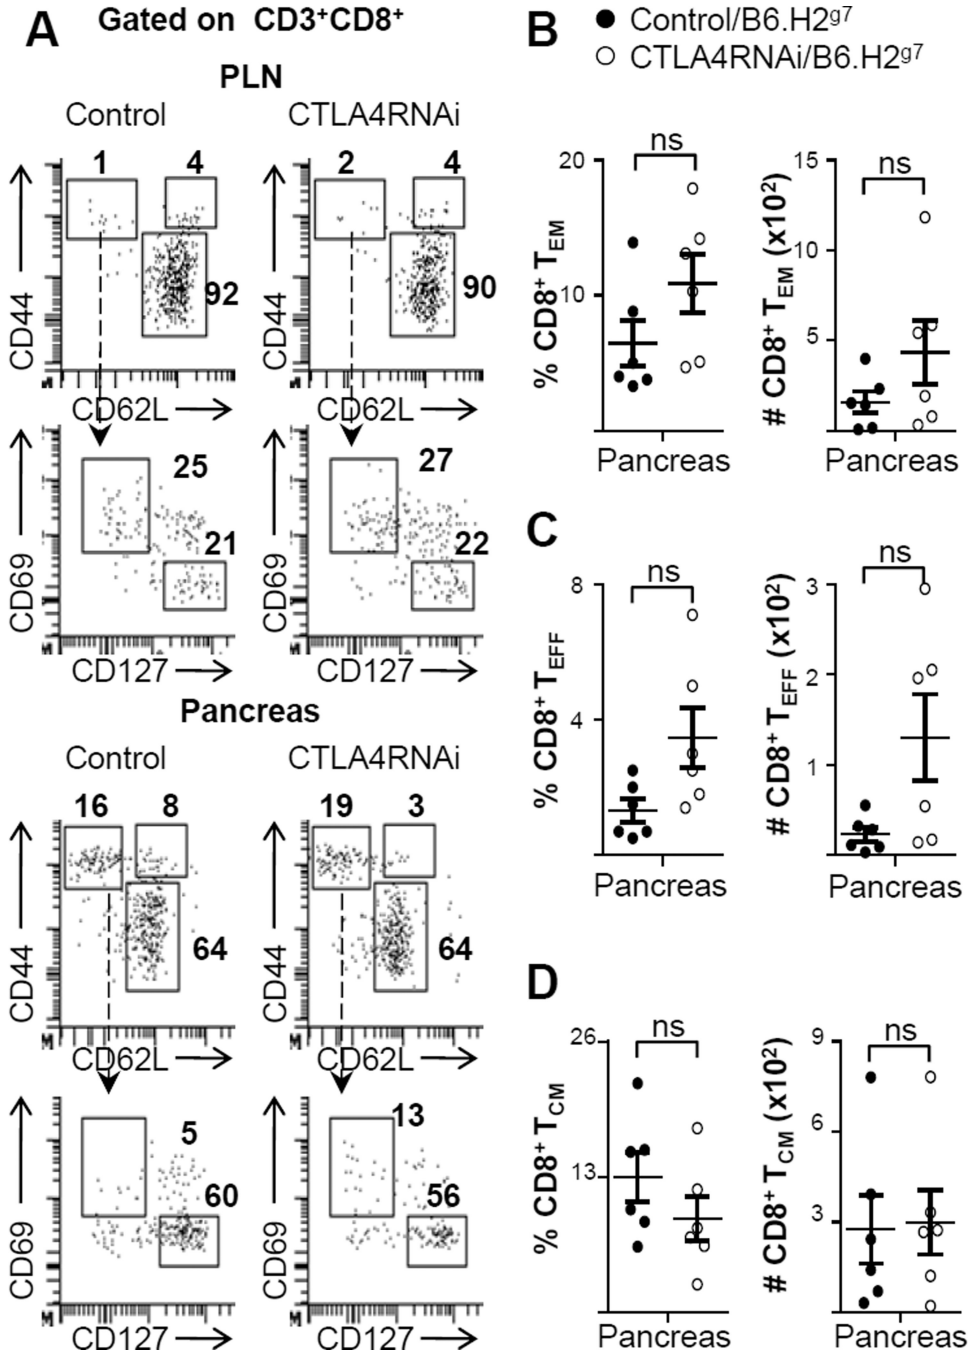 A
Gated on CD3⁺CD8⁺
PLN
Control
CTLA4RNAi
1
4
2
4
CD44
92
CD44
90
CD62L
CD62L
25
27
CD69
21
CD69
22
CD127
CD127
Pancreas
Control
CTLA4RNAi
16
8
19
3
CD44
64
CD44
64
CD62L
CD62L
5
13
CD69
60
CD69
56
CD127
CD127
B
Control/B6.H2ᵍ⁷
CTLA4RNAi/B6.H2ᵍ⁷
% CD8⁺ TEM
20
10
ns
Pancreas
# CD8⁺ TEM (x10²)
15
10
5
ns
Pancreas
C
% CD8⁺ TEFF
8
4
ns
Pancreas
# CD8⁺ TEFF (x10²)
3
2
1
ns
Pancreas
D
% CD8⁺ TCM
26
13
ns
Pancreas
# CD8⁺ TCM (x10²)
9
6
3
ns
Pancreas